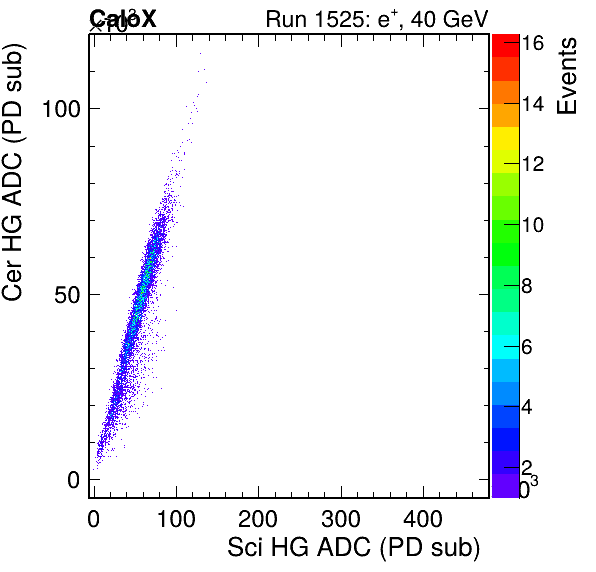 CaloX
×10³
Run 1525: e⁺, 40 GeV
Cer HG ADC (PD sub)
100
50
0
0 100 200 300 400
Sci HG ADC (PD sub)
Events
16
14
12
10
8
6
4
2
0